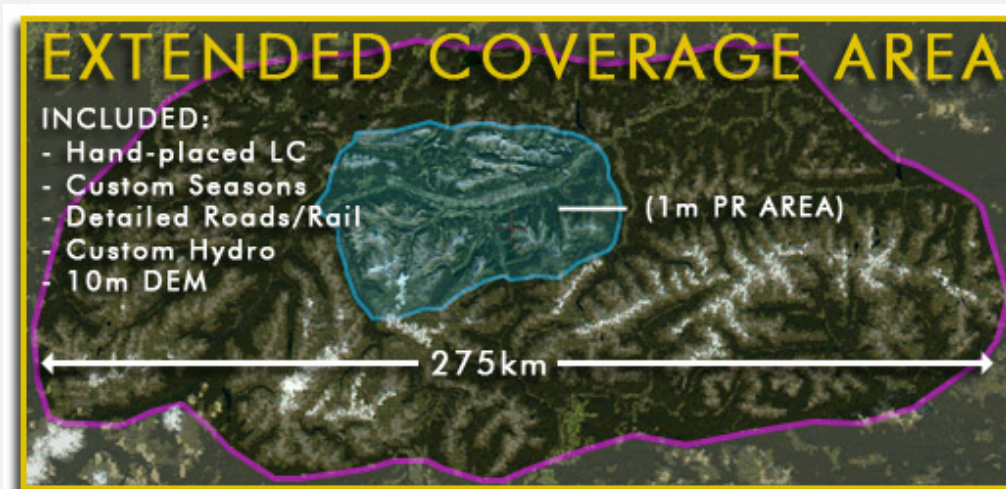 EXTENDED COVERAGE AREA
INCLUDED:
- Hand-placed LC
- Custom Seasons
- Detailed Roads/Rail
- Custom Hydro
- 10m DEM
(1m PR AREA)
275km